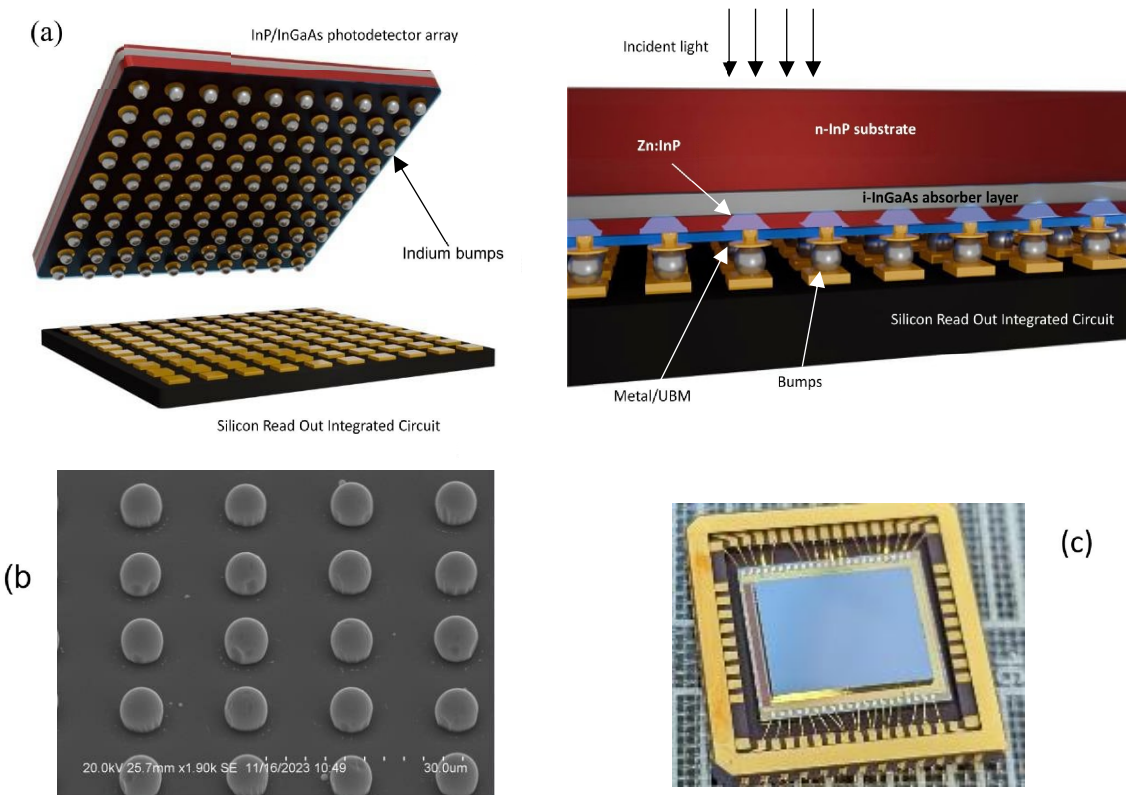 (a)
InP/InGaAs photodetector array
Indium bumps
Silicon Read Out Integrated Circuit
Incident light
n-InP substrate
Zn:InP
i-InGaAs absorber layer
Silicon Read Out Integrated Circuit
Metal/UBM
Bumps
(b
20.0kV 25.7mm x1.90k SE 11/16/2023 10:49 30.0um
(c)